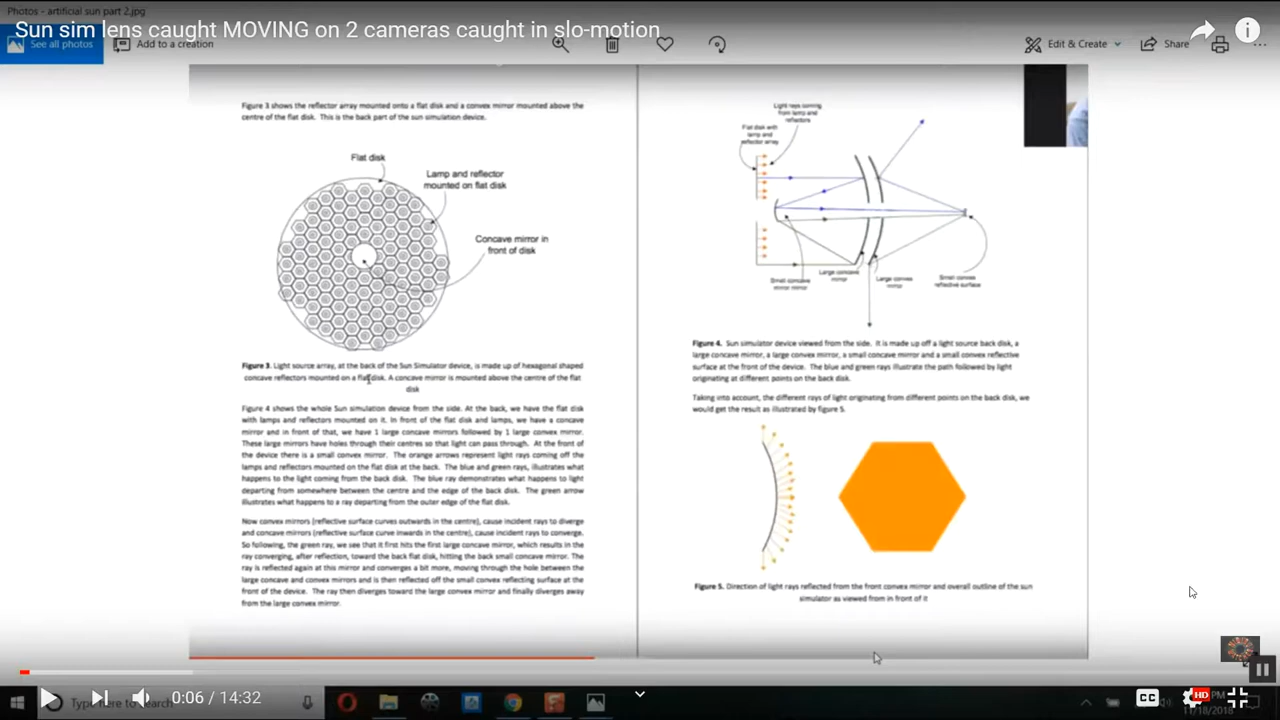 Photos - artificial sun part 2.jpg
Sun sim lens caught MOVING on 2 cameras caught in slo-motion
See all photos
Add to a creation
Edit & Create
Share
Figure 3 shows the reflector array mounted onto a flat disk and a convex mirror mounted above the
centre of the flat disk. This is the back part of the sun simulation device.
Flat disk
Lamp and reflector
mounted on flat disk
Concave mirror in
front of disk
Figure 3. Light source array, at the back of the Sun Simulator device, is made up of hexagonal shaped
concave reflectors mounted on a flat disk. A concave mirror is mounted above the centre of the flat
disk
Figure 4 shows the whole Sun simulation device from the side. At the back, we have the flat disk
with lamps and reflectors mounted on it. In front of the flat disk and lamps, we have a concave
mirror and in front of that, we have 1 large concave mirrors followed by 1 large convex mirror.
These large mirrors have holes through their centres so that light can pass through. At the front of
the device there is a small convex mirror. The orange arrows represent light rays coming off the
lamps and reflectors mounted on the flat disk at the back. The blue and green rays, illustrates what
happens to the light coming from the back disk. The blue ray demonstrates what happens to light
departing from somewhere between the centre and the edge of the back disk. The green arrow
illustrates what happens to a ray departing from the outer edge of the flat disk.
Now convex mirrors (reflective surface curves outwards in the centre), cause incident rays to diverge
and concave mirrors (reflective surface curve inwards in the centre), cause incident rays to converge.
So following, the green ray, we see that it first hits the first large concave mirror, which results in the
ray converging, after reflection, toward the back flat disk, hitting the back small concave mirror. The
ray is reflected again at this mirror and converges a bit more, moving through the hole between the
large concave and convex mirrors and is then reflected off the small convex reflecting surface at the
front of the device. The ray then diverges toward the large convex mirror and finally diverges away
from the large convex mirror.
Light rays coming
from lamp and
reflectors
Flat disk with
lamp and
reflector array
Small concave
mirror mirror
Large concave
mirror
Large convex
mirror
Small convex
reflective surface
Figure 4. Sun simulator device viewed from the side. It is made up off a light source back disk, a
large concave mirror, a large convex mirror, a small concave mirror and a small convex reflective
surface at the front of the device. The blue and green rays illustrate the path followed by light
originating at different points on the back disk.
Taking into account, the different rays of light originating from different points on the back disk, we
would get the result as illustrated by figure 5.
Figure 5. Direction of light rays reflected from the front convex mirror and overall outline of the sun
simulator as viewed from in front of it
0:06 / 14:32
Type here to search
CC
HD
PM
11/18/2018